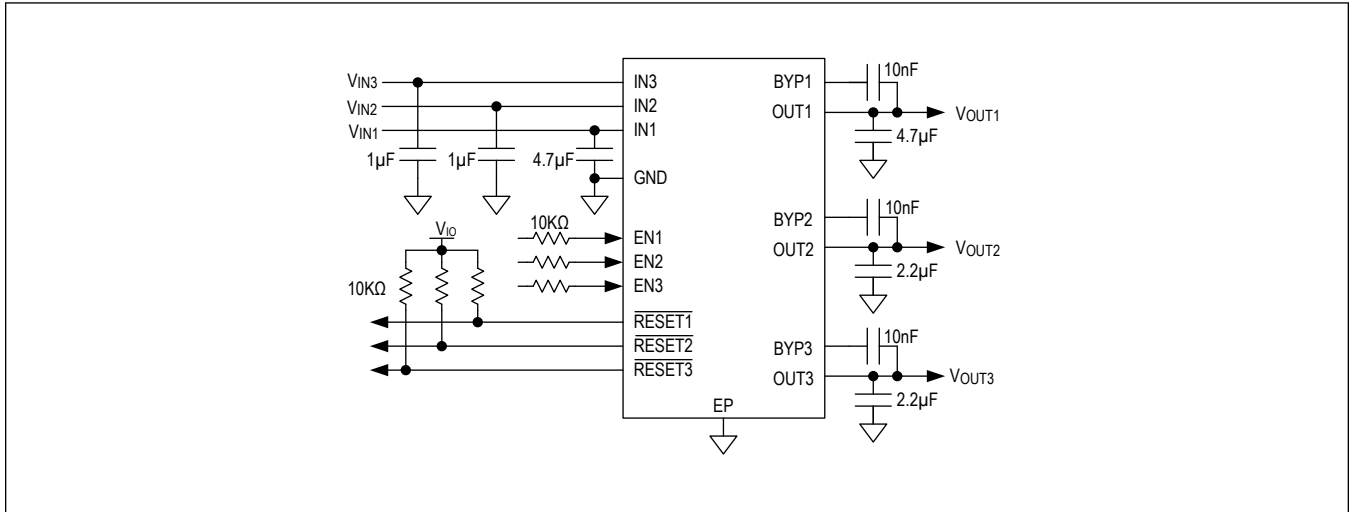 VIN3
VIN2
VIN1
1µF
1µF
4.7µF
IN3
IN2
IN1
GND
10KΩ
EN1
EN2
EN3
VIO
10KΩ
RESET1
RESET2
RESET3
EP
BYP1
OUT1
10nF
VOUT1
4.7µF
BYP2
OUT2
10nF
VOUT2
2.2µF
BYP3
OUT3
10nF
VOUT3
2.2µF